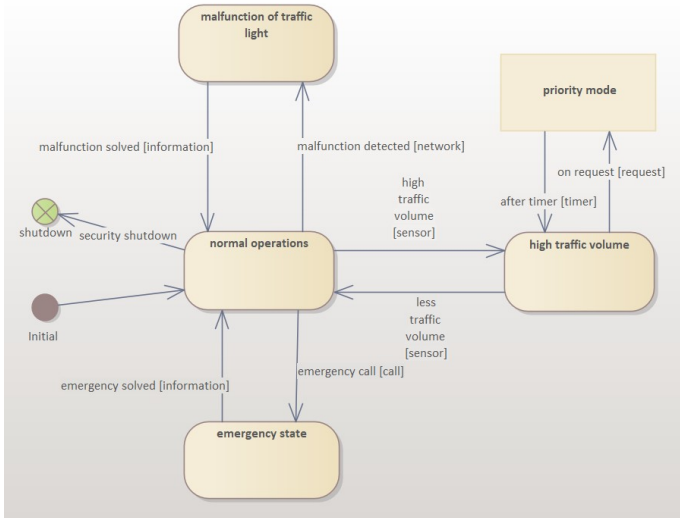 malfunction of traffic
light
priority mode
malfunction solved [information]
malfunction detected [network]
on request [request]
high
traffic
volume
[sensor]
after timer [timer]
shutdown
security shutdown
normal operations
high traffic volume
less
traffic
volume
[sensor]
Initial
emergency call [call]
emergency solved [information]
emergency state